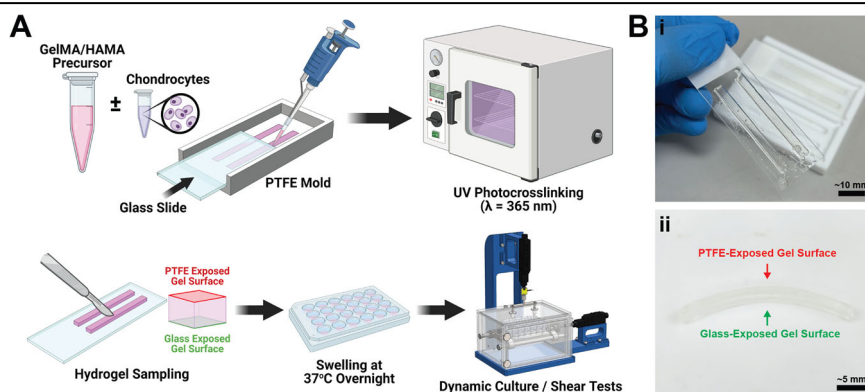 A
GelMA/HAMA
Precursor
±
Chondrocytes
Glass Slide
PTFE Mold
UV Photocrosslinking
(λ = 365 nm)
PTFE Exposed
Gel Surface
Glass Exposed
Gel Surface
Hydrogel Sampling
Swelling at
37ºC Overnight
Dynamic Culture / Shear Tests
B
i
~10 mm
ii
PTFE-Exposed Gel Surface
Glass-Exposed Gel Surface
~5 mm